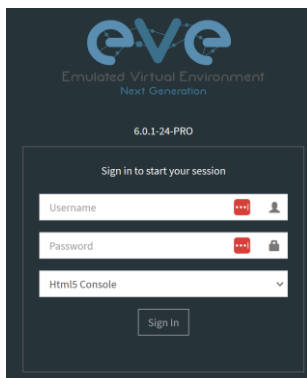 eve
Emulated Virtual Environment
Next Generation
6.0.1-24-PRO
Sign in to start your session
Username
Password
Html5 Console
Sign In